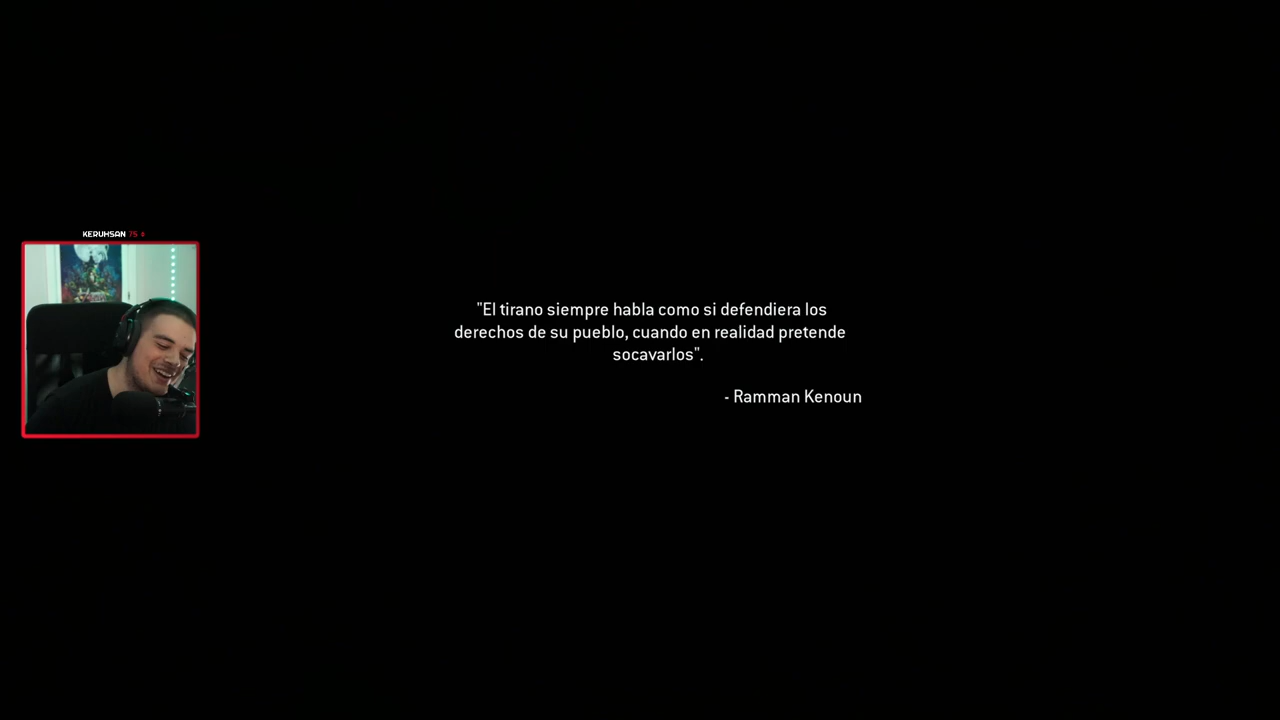 KERUHSAN 75
"El tirano siempre habla como si defendiera los
derechos de su pueblo, cuando en realidad pretende
socavarlos".
- Ramman Kenoun